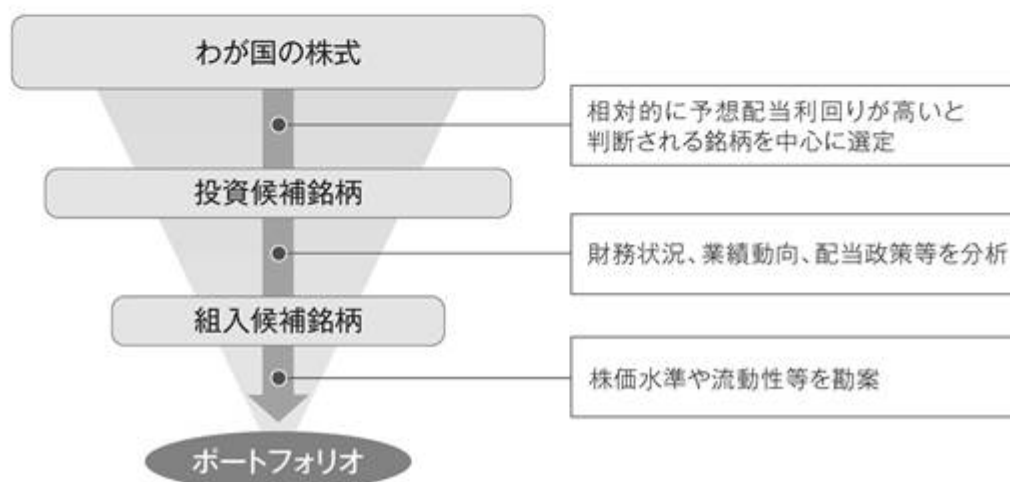 わが国の株式
相対的に予想配当利回りが高いと
判断される銘柄を中心に選定
投資候補銘柄
財務状況、業績動向、配当政策等を分析
組入候補銘柄
株価水準や流動性等を勘案
ポートフォリオ